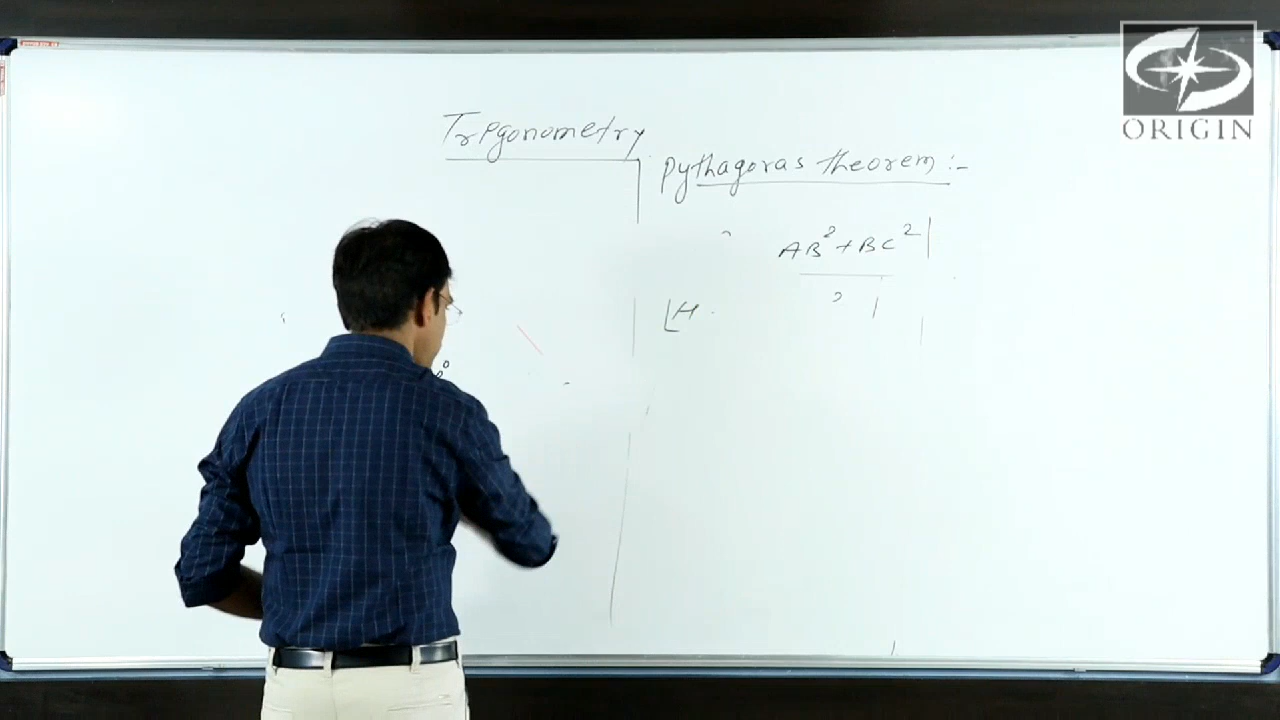 ORIGIN
Trigonometry
Pythagoras theorem :-
AB² + BC²
H